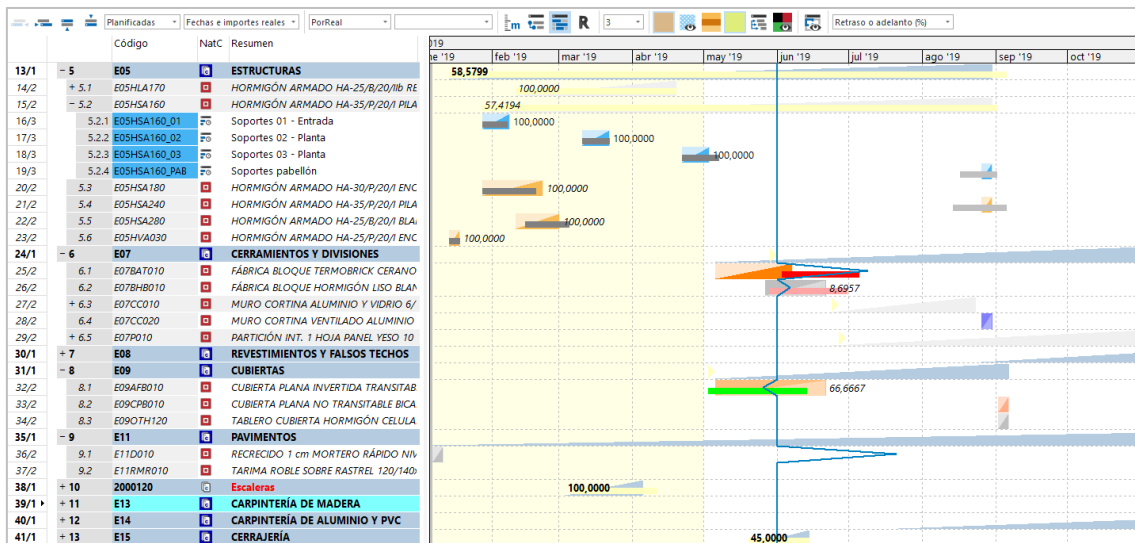 Planificadas Fechas e importes reales PorReal R 3 Retraso o adelanto (%)
Código NatC Resumen
ne '19 feb '19 mar '19 abr '19 may '19 jun '19 jul '19 ago '19 sep '19 oct '19
13/1 − 5 E05 ESTRUCTURAS 58,5799
14/2 + 5.1 E05HLA170 HORMIGÓN ARMADO HA-25/B/20/IIb RE 100,0000
15/2 − 5.2 E05HSA160 HORMIGÓN ARMADO HA-35/P/20/I PILA 57,4194
16/3 5.2.1 E05HSA160_01 Soportes 01 - Entrada 100,0000
17/3 5.2.2 E05HSA160_02 Soportes 02 - Planta 100,0000
18/3 5.2.3 E05HSA160_03 Soportes 03 - Planta 100,0000
19/3 5.2.4 E05HSA160_PAB Soportes pabellón
20/2 5.3 E05HSA180 HORMIGÓN ARMADO HA-30/P/20/I ENC 100,0000
21/2 5.4 E05HSA240 HORMIGÓN ARMADO HA-35/P/20/I PILA
22/2 5.5 E05HSA280 HORMIGÓN ARMADO HA-25/B/20/I BLA 100,0000
23/2 5.6 E05HVA030 HORMIGÓN ARMADO HA-25/P/20/I ENC 100,0000
24/1 − 6 E07 CERRAMIENTOS Y DIVISIONES
25/2 6.1 E07BAT010 FÁBRICA BLOQUE TERMOBRICK CERANO
26/2 6.2 E07BHB010 FÁBRICA BLOQUE HORMIGÓN LISO BLAN 8,6957
27/2 + 6.3 E07CC010 MURO CORTINA ALUMINIO Y VIDRIO 6/
28/2 6.4 E07CC020 MURO CORTINA VENTILADO ALUMINIO
29/2 + 6.5 E07P010 PARTICIÓN INT. 1 HOJA PANEL YESO 10
30/1 + 7 E08 REVESTIMIENTOS Y FALSOS TECHOS
31/1 − 8 E09 CUBIERTAS
32/2 8.1 E09AFB010 CUBIERTA PLANA INVERTIDA TRANSITAB 66,6667
33/2 8.2 E09CPB010 CUBIERTA PLANA NO TRANSITABLE BICA
34/2 8.3 E09OTH120 TABLERO CUBIERTA HORMIGÓN CELULA
35/1 − 9 E11 PAVIMENTOS
36/2 9.1 E11D010 RECRECIDO 1 cm MORTERO RÁPIDO NIV
37/2 9.2 E11RMR010 TARIMA ROBLE SOBRE RASTREL 120/140
38/1 + 10 2000120 Escaleras 100,0000
39/1 + 11 E13 CARPINTERÍA DE MADERA
40/1 + 12 E14 CARPINTERÍA DE ALUMINIO Y PVC
41/1 + 13 E15 CERRAJERÍA 45,0000